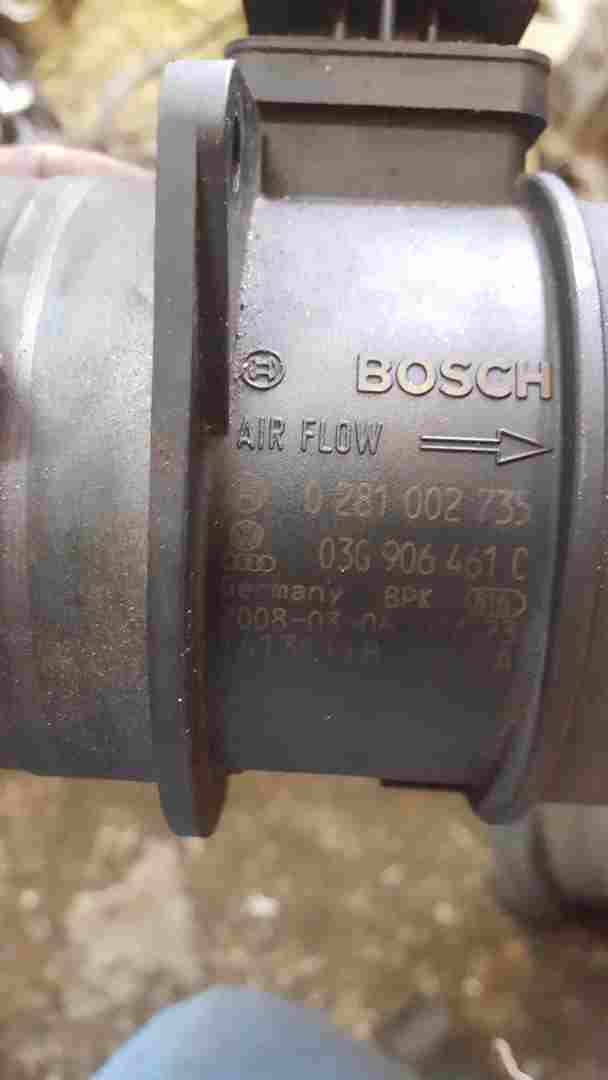 BOSCH
AIR FLOW
0 281 002 735
03G 906 461 C
Germany BPK